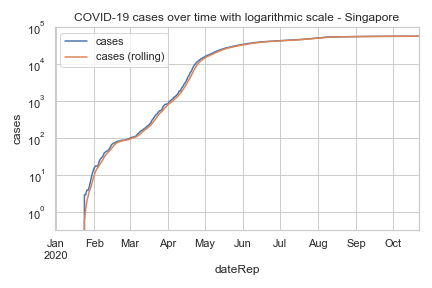 COVID-19 cases over time with logarithmic scale - Singapore
cases
cases (rolling)
10^5
10^4
10^3
10^2
10^1
10^0
cases
Jan Feb Mar Apr May Jun Jul Aug Sep Oct
2020
dateRep